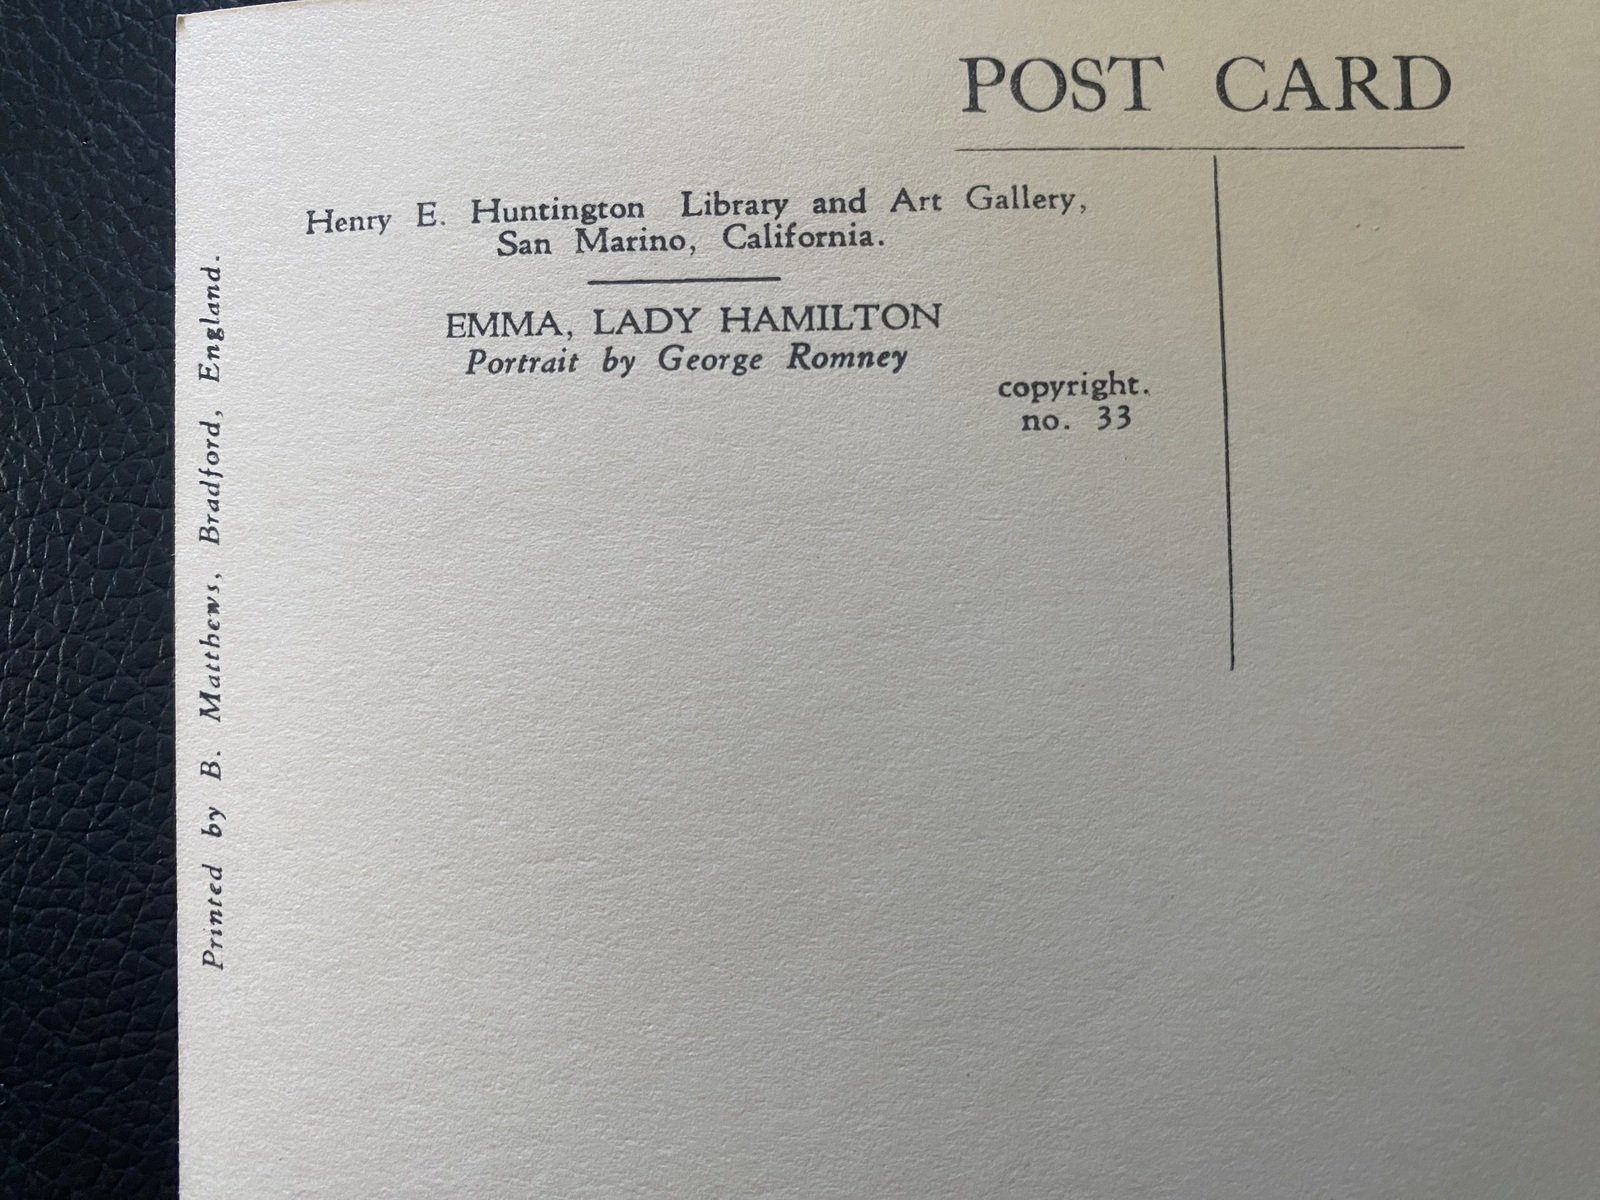 POST CARD
Henry E. Huntington Library and Art Gallery,
San Marino, California.
EMMA, LADY HAMILTON
Portrait by George Romney
copyright.
no. 33
Printed by B. Matthews, Bradford, England.